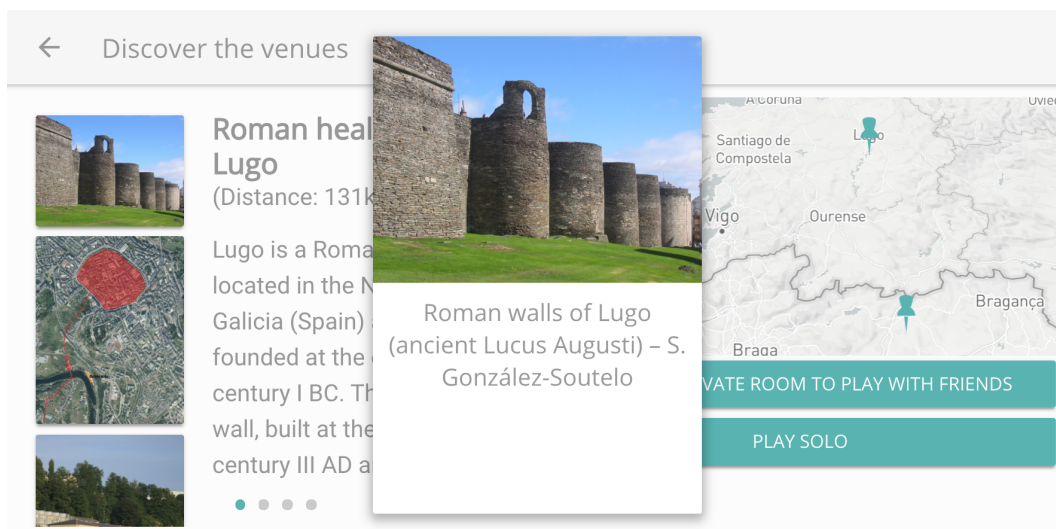 Discover the venues
Roman heal
Lugo
(Distance: 131K
Lugo is a Roma
located in the N
Galicia (Spain)
founded at the
century I BC. Th
wall, built at the
century III AD a
Roman walls of Lugo
(ancient Lucus Augusti) – S.
González-Soutelo
A Coruña
Ovie
Lugo
Santiago de
Compostela
Vigo
Ourense
Bragança
Braga
VATE ROOM TO PLAY WITH FRIENDS
PLAY SOLO